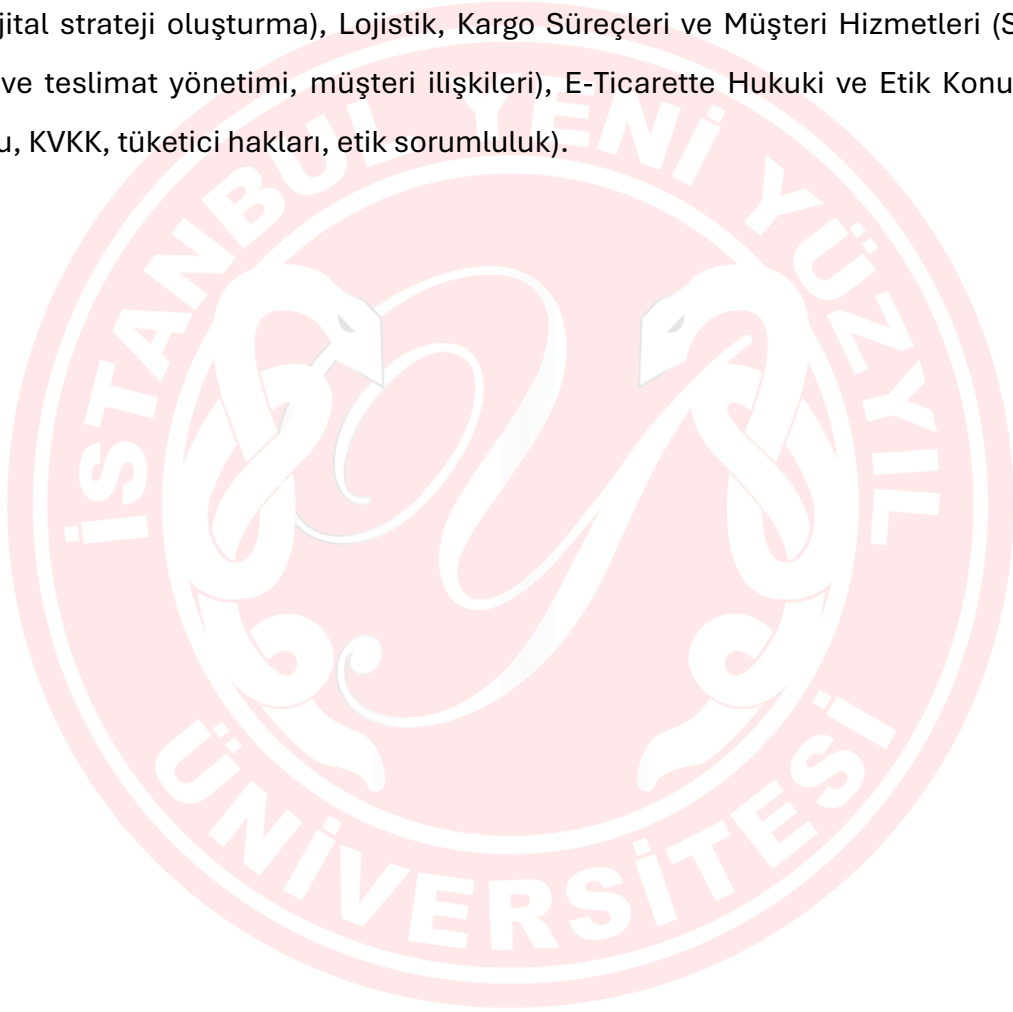 jital strateji oluşturma), Lojistik, Kargo Süreçleri ve Müşteri Hizmetleri (S
ve teslimat yönetimi, müşteri ilişkileri), E-Ticarette Hukuki ve Etik Konu
u, KVKK, tüketici hakları, etik sorumluluk).
İSTANBUL YENİ YÜZYIL
ÜNİVERSİTESİ